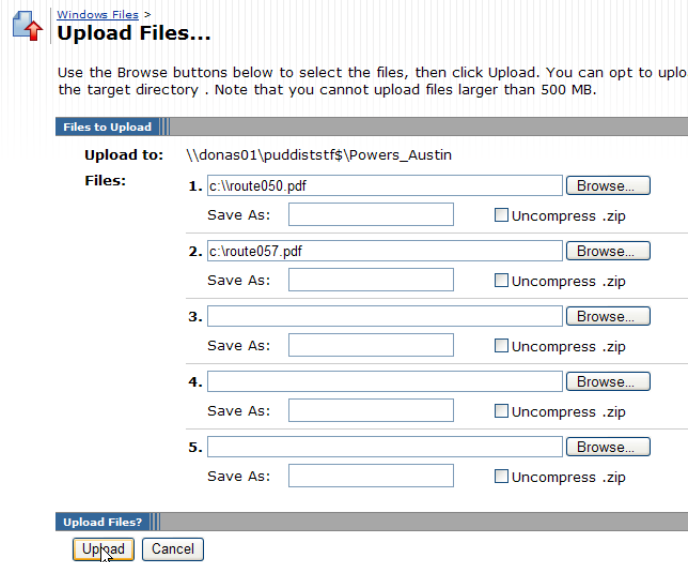 Windows Files >
Upload Files...
Use the Browse buttons below to select the files, then click Upload. You can opt to uplo
the target directory . Note that you cannot upload files larger than 500 MB.
Files to Upload
Upload to: \\donas01\puddiststf$\Powers_Austin
Files: 1. c:\\route050.pdf Browse...
Save As: Uncompress .zip
2. c:\route057.pdf Browse...
Save As: Uncompress .zip
3. Browse...
Save As: Uncompress .zip
4. Browse...
Save As: Uncompress .zip
5. Browse...
Save As: Uncompress .zip
Upload Files?
Upload Cancel